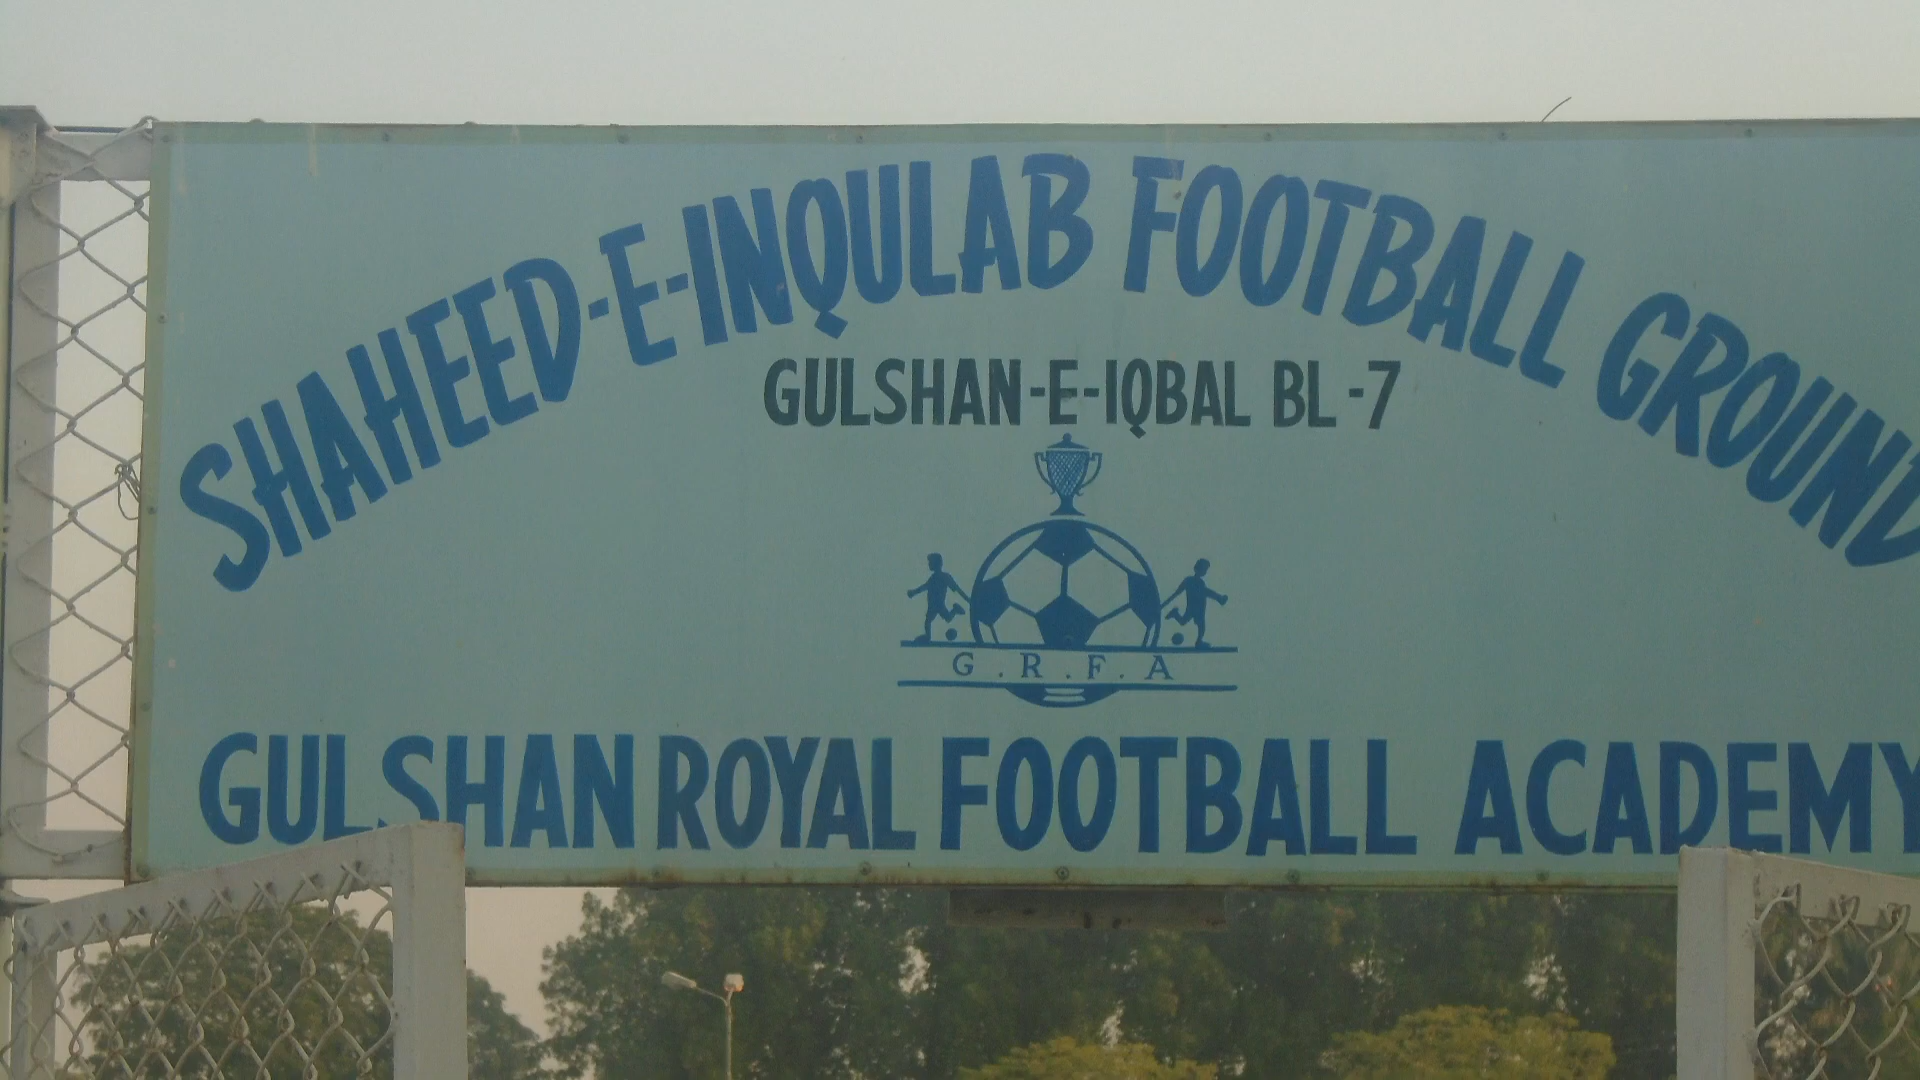 SHAHEED-E-INQULAB FOOTBALL GROUND
GULSHAN-E-IQBAL BL-7
G.R.F.A
GULSHAN ROYAL FOOTBALL ACADEMY